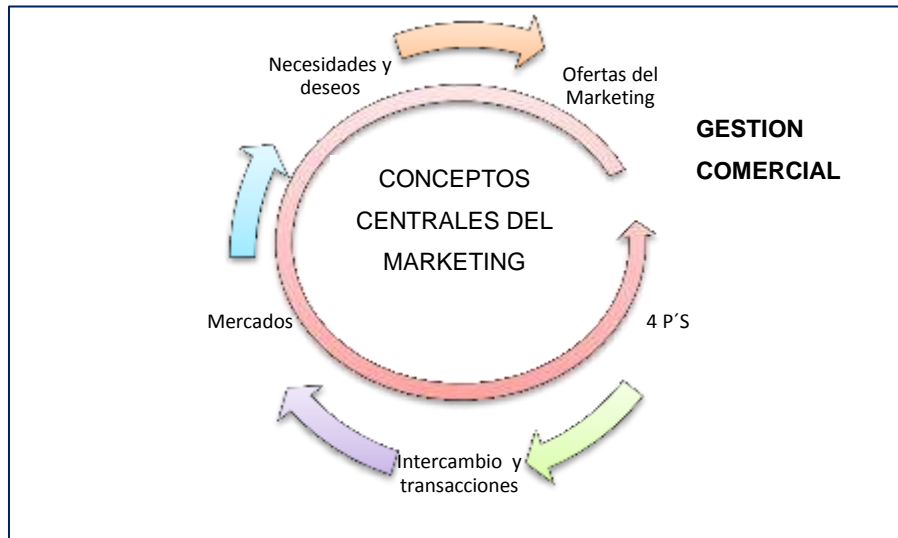 Necesidades y
deseos
Ofertas del
Marketing
GESTION
COMERCIAL
CONCEPTOS
CENTRALES DEL
MARKETING
Mercados
4 P´S
Intercambio y
transacciones